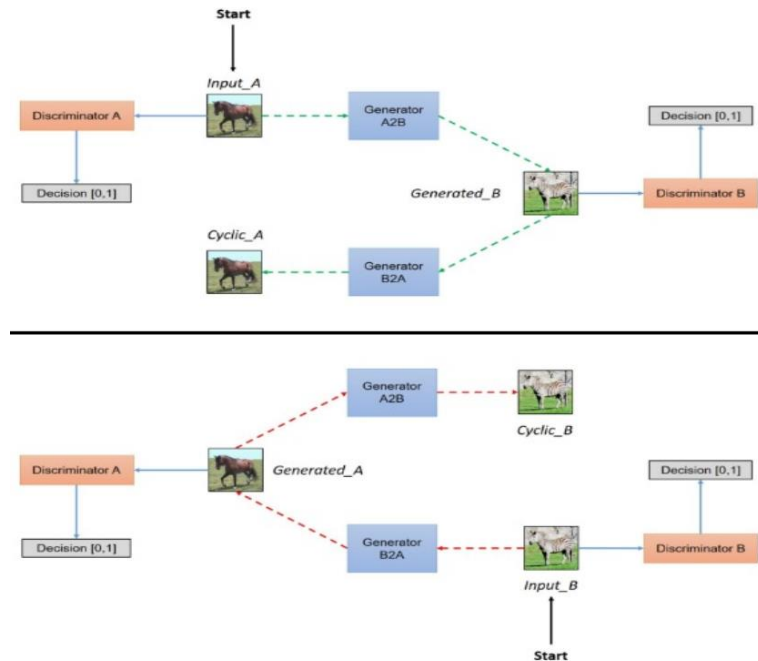 Start
Input_A
Discriminator A
Generator
A2B
Decision [0,1]
Decision [0,1]
Generated_B
Discriminator B
Cyclic_A
Generator
B2A
Generator
A2B
Cyclic_B
Discriminator A
Generated_A
Decision [0,1]
Decision [0,1]
Generator
B2A
Discriminator B
Input_B
Start